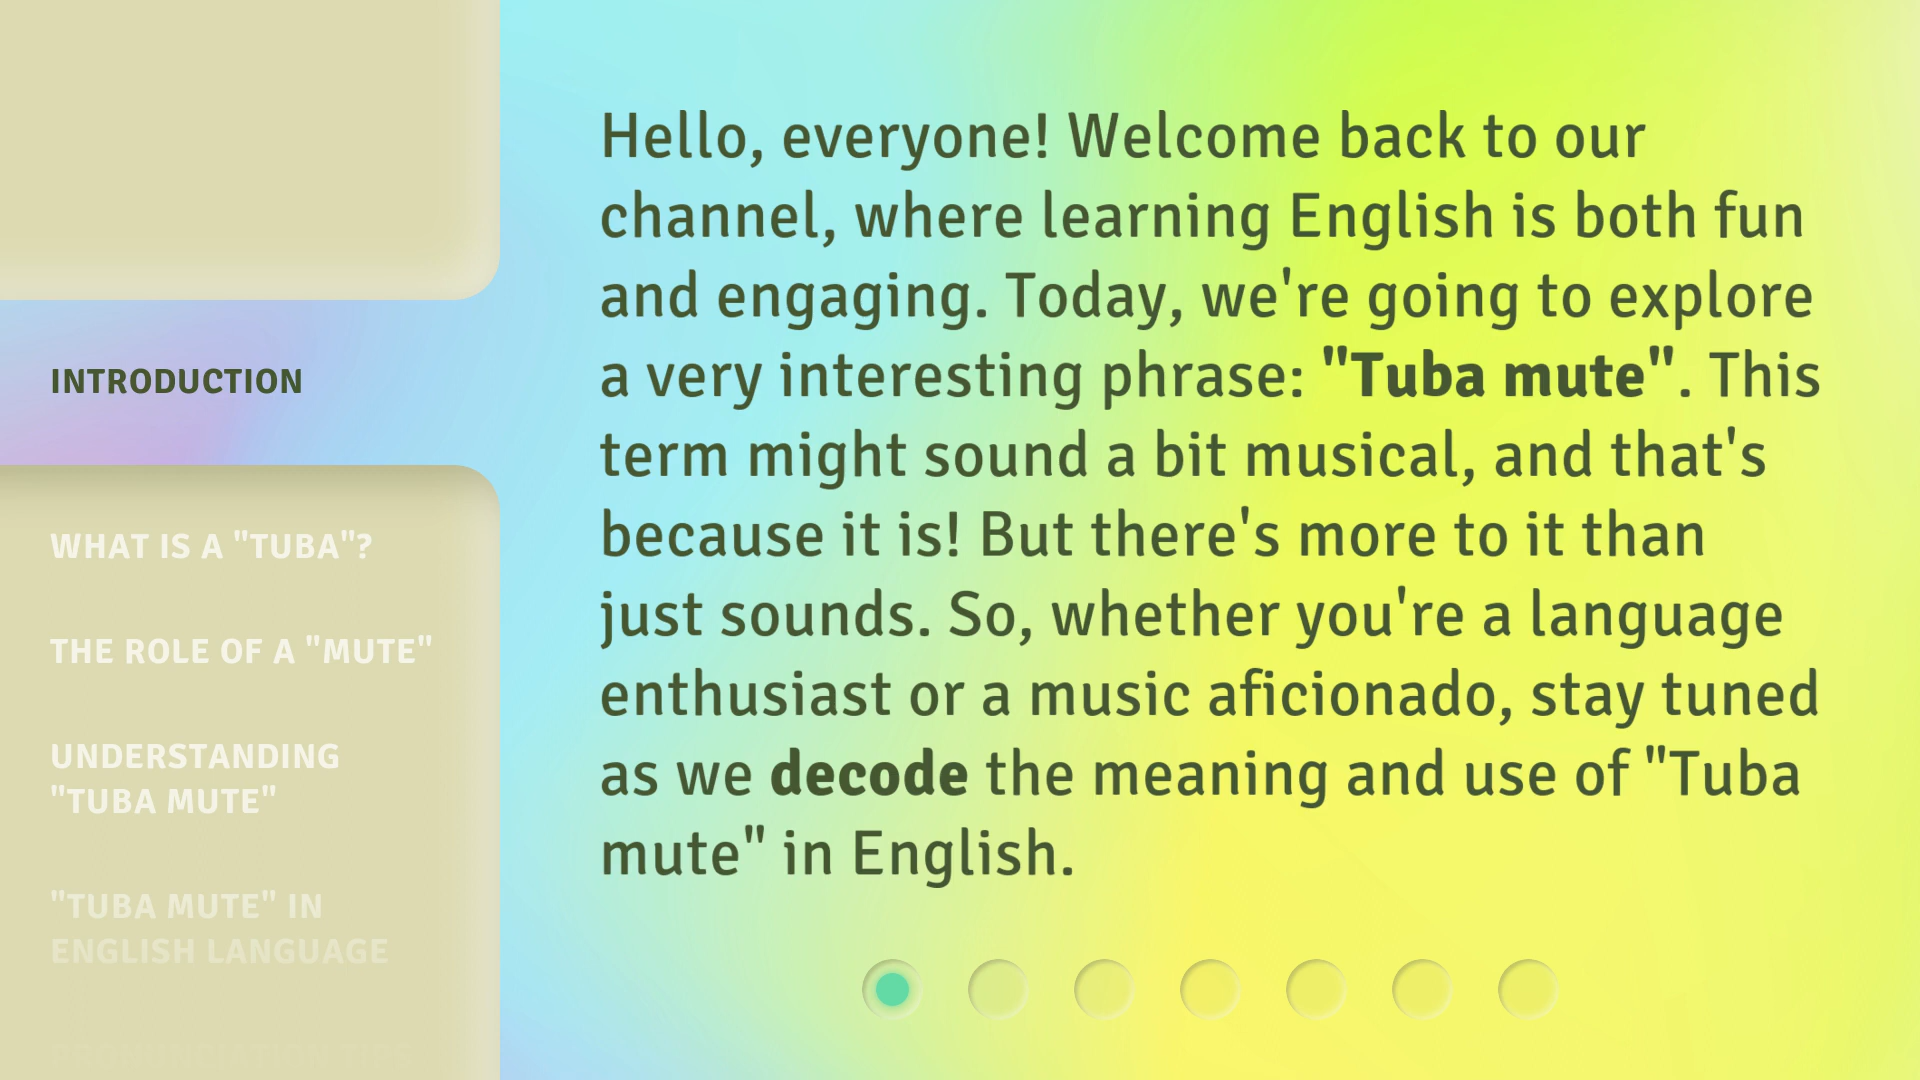 INTRODUCTION
WHAT IS A "TUBA"?
THE ROLE OF A "MUTE"
UNDERSTANDING
"TUBA MUTE"
"TUBA MUTE" IN
ENGLISH LANGUAGE
PRONUNCIATION TIPS
Hello, everyone! Welcome back to our
channel, where learning English is both fun
and engaging. Today, we're going to explore
a very interesting phrase: "Tuba mute". This
term might sound a bit musical, and that's
because it is! But there's more to it than
just sounds. So, whether you're a language
enthusiast or a music aficionado, stay tuned
as we decode the meaning and use of "Tuba
mute" in English.